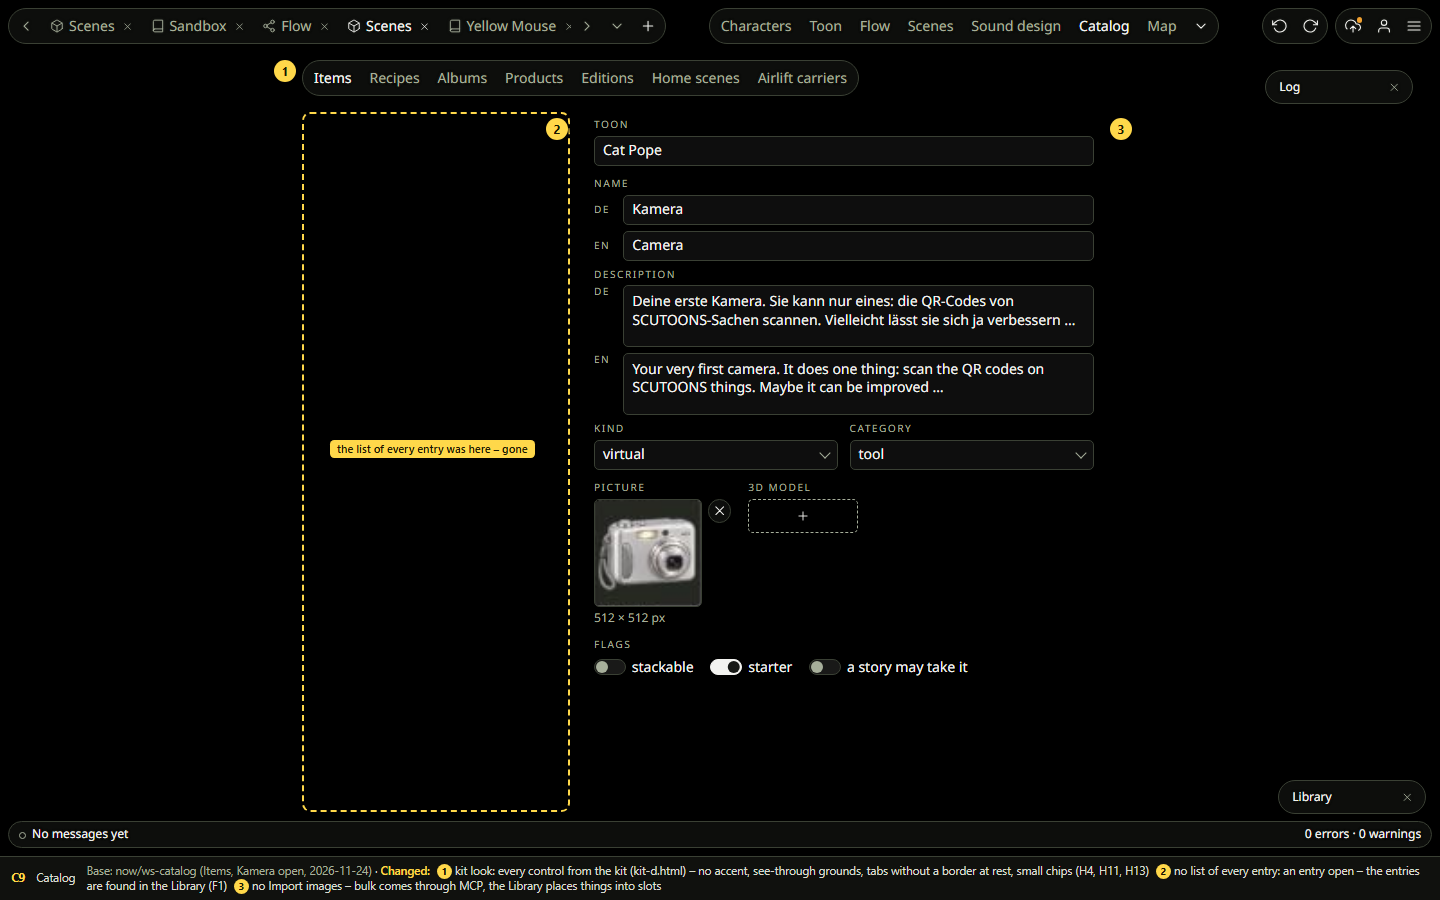 Scenes × Sandbox × Flow × Scenes × Yellow Mouse ×
Characters Toon Flow Scenes Sound design Catalog Map
1 Items Recipes Albums Products Editions Home scenes Airlift carriers
Log ×
2
3
the list of every entry was here – gone
TOON
Cat Pope
NAME
DE Kamera
EN Camera
DESCRIPTION
DE Deine erste Kamera. Sie kann nur eines: die QR-Codes von
SCUTOONS-Sachen scannen. Vielleicht lässt sie sich ja verbessern ...
EN Your very first camera. It does one thing: scan the QR codes on
SCUTOONS things. Maybe it can be improved ...
KIND CATEGORY
virtual tool
PICTURE 3D MODEL
512 × 512 px
FLAGS
stackable starter a story may take it
Library ×
No messages yet 0 errors · 0 warnings
C9 Catalog Base: now/ws-catalog (Items, Kamera open, 2026-11-24) · Changed: 1 kit look: every control from the kit (kit-d.html) – no accent, see-through grounds, tabs without a border at rest, small chips (H4, H11, H13) 2 no list of every entry: an entry open – the entries
are found in the Library (F1) 3 no Import images – bulk comes through MCP, the Library places things into slots